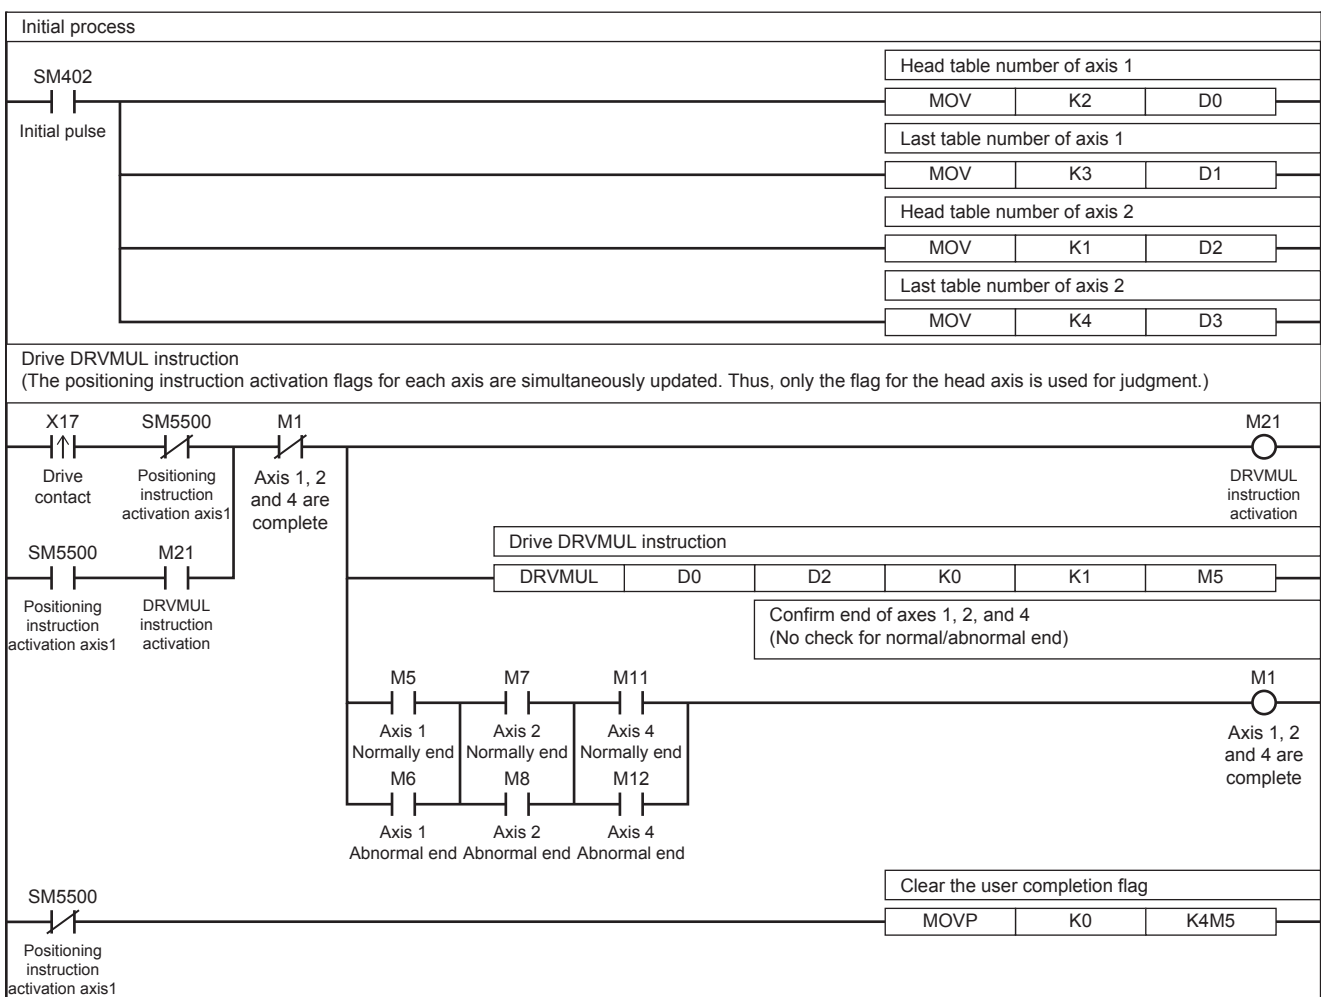 Initial process
SM402
Initial pulse
Head table number of axis 1
MOV K2 D0
Last table number of axis 1
MOV K3 D1
Head table number of axis 2
MOV K1 D2
Last table number of axis 2
MOV K4 D3
Drive DRVMUL instruction
(The positioning instruction activation flags for each axis are simultaneously updated. Thus, only the flag for the head axis is used for judgment.)
X17 SM5500 M1 M21
Drive
contact
Positioning
instruction
activation axis1
Axis 1, 2
and 4 are
complete
DRVMUL
instruction
activation
SM5500 M21
Positioning
instruction
activation axis1
DRVMUL
instruction
activation
Drive DRVMUL instruction
DRVMUL D0 D2 K0 K1 M5
Confirm end of axes 1, 2, and 4
(No check for normal/abnormal end)
M5 M7 M11 M1
Axis 1
Normally end
Axis 2
Normally end
Axis 4
Normally end
Axis 1, 2
and 4 are
complete
M6 M8 M12
Axis 1
Abnormal end
Axis 2
Abnormal end
Axis 4
Abnormal end
SM5500
Positioning
instruction
activation axis1
Clear the user completion flag
MOVP K0 K4M5